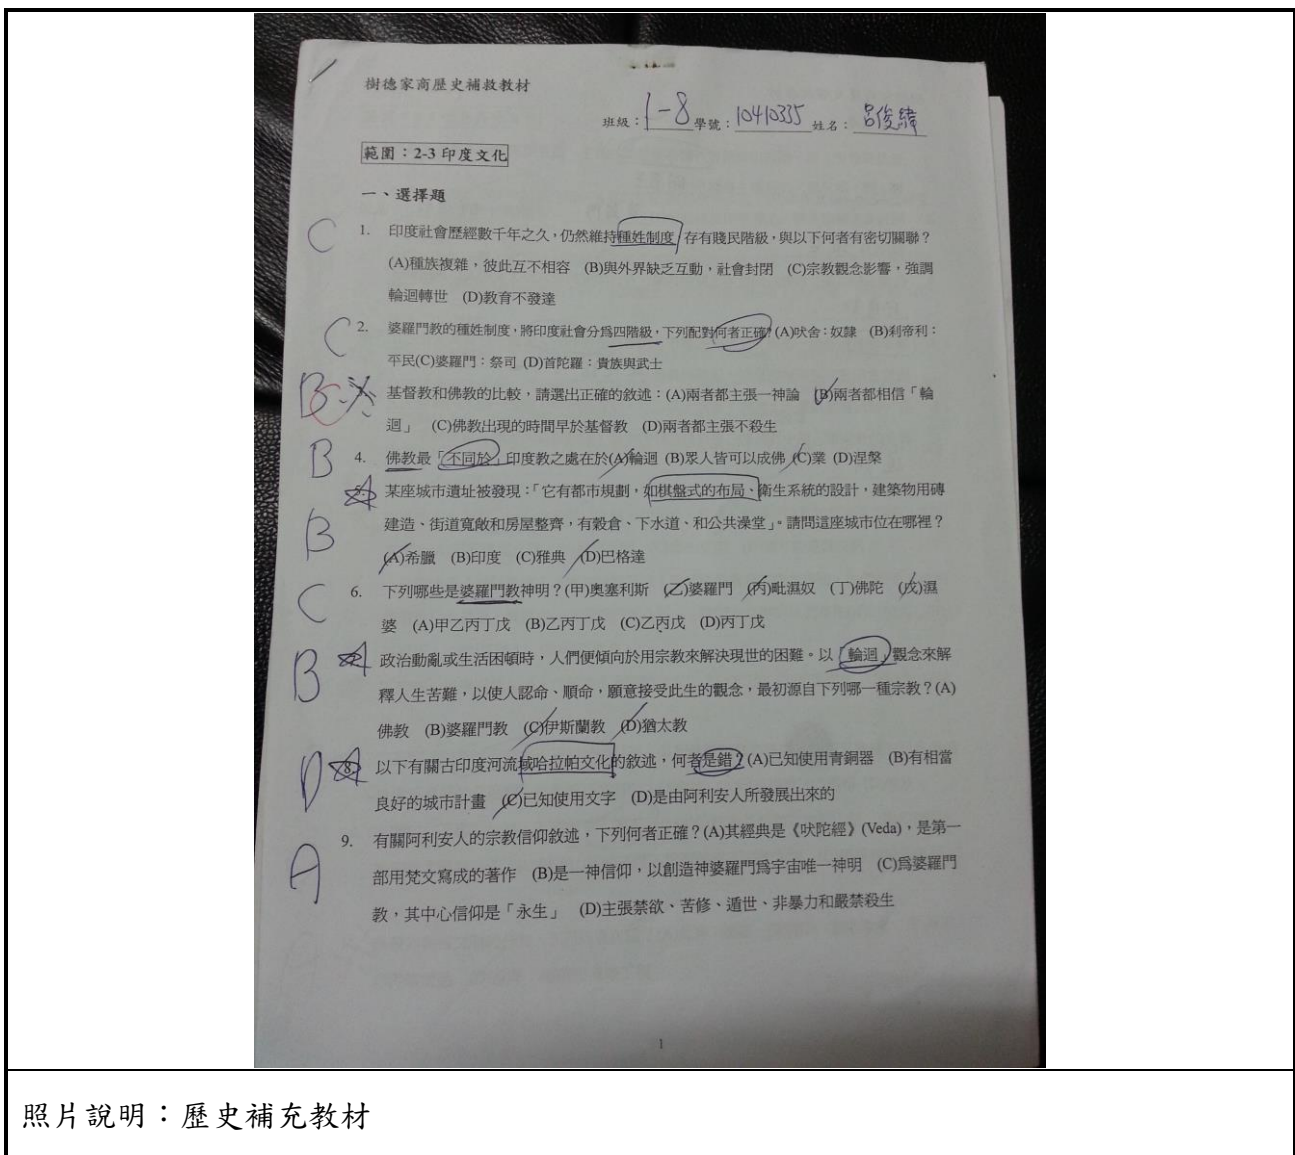 樹德家商歷史補救教材
班級：1-8 學號：10410335 姓名：呂俊緯
範圍：2-3 印度文化
一、選擇題
C 1. 印度社會歷經數千年之久，仍然維持種姓制度，存有賤民階級，與以下何者有密切關聯？
(A)種族複雜，彼此互不相容 (B)與外界缺乏互動，社會封閉 (C)宗教觀念影響，強調
輪迴轉世 (D)教育不發達
C 2. 婆羅門教的種姓制度，將印度社會分為四階級，下列配對何者正確？(A)吠舍：奴隸 (B)剎帝利：
平民(C)婆羅門：祭司 (D)首陀羅：貴族與武士
B C 3. 基督教和佛教的比較，請選出正確的敘述：(A)兩者都主張一神論 (B)兩者都相信「輪
迴」 (C)佛教出現的時間早於基督教 (D)兩者都主張不殺生
B 4. 佛教最「不同於」印度教之處在於(A)輪迴 (B)眾人皆可以成佛 (C)業 (D)涅槃
B 5. 某座城市遺址被發現：「它有都市規劃，如棋盤式的布局、衛生系統的設計，建築物用磚
建造、街道寬敞和房屋整齊，有穀倉、下水道、和公共澡堂」。請問這座城市位在哪裡？
(A)希臘 (B)印度 (C)雅典 (D)巴格達
C 6. 下列哪些是婆羅門教神明？(甲)奧塞利斯 (乙)婆羅門 (丙)毗濕奴 (丁)佛陀 (戊)濕
婆 (A)甲乙丙丁戊 (B)乙丙丁戊 (C)乙丙戊 (D)丙丁戊
B 7. 政治動亂或生活困頓時，人們便傾向於用宗教來解決現世的困難。以「輪迴」觀念來解
釋人生苦難，以使人認命、順命，願意接受此生的觀念，最初源自下列哪一種宗教？(A)
佛教 (B)婆羅門教 (C)伊斯蘭教 (D)猶太教
D 8. 以下有關古印度河流域哈拉帕文化的敘述，何者是錯？(A)已知使用青銅器 (B)有相當
良好的城市計畫 (C)已知使用文字 (D)是由阿利安人所發展出來的
A 9. 有關阿利安人的宗教信仰敘述，下列何者正確？(A)其經典是《吠陀經》(Veda)，是第一
部用梵文寫成的著作 (B)是一神信仰，以創造神婆羅門為宇宙唯一神明 (C)為婆羅門
教，其中心信仰是「永生」 (D)主張禁欲、苦修、遁世、非暴力和嚴禁殺生
1
照片說明：歷史補充教材